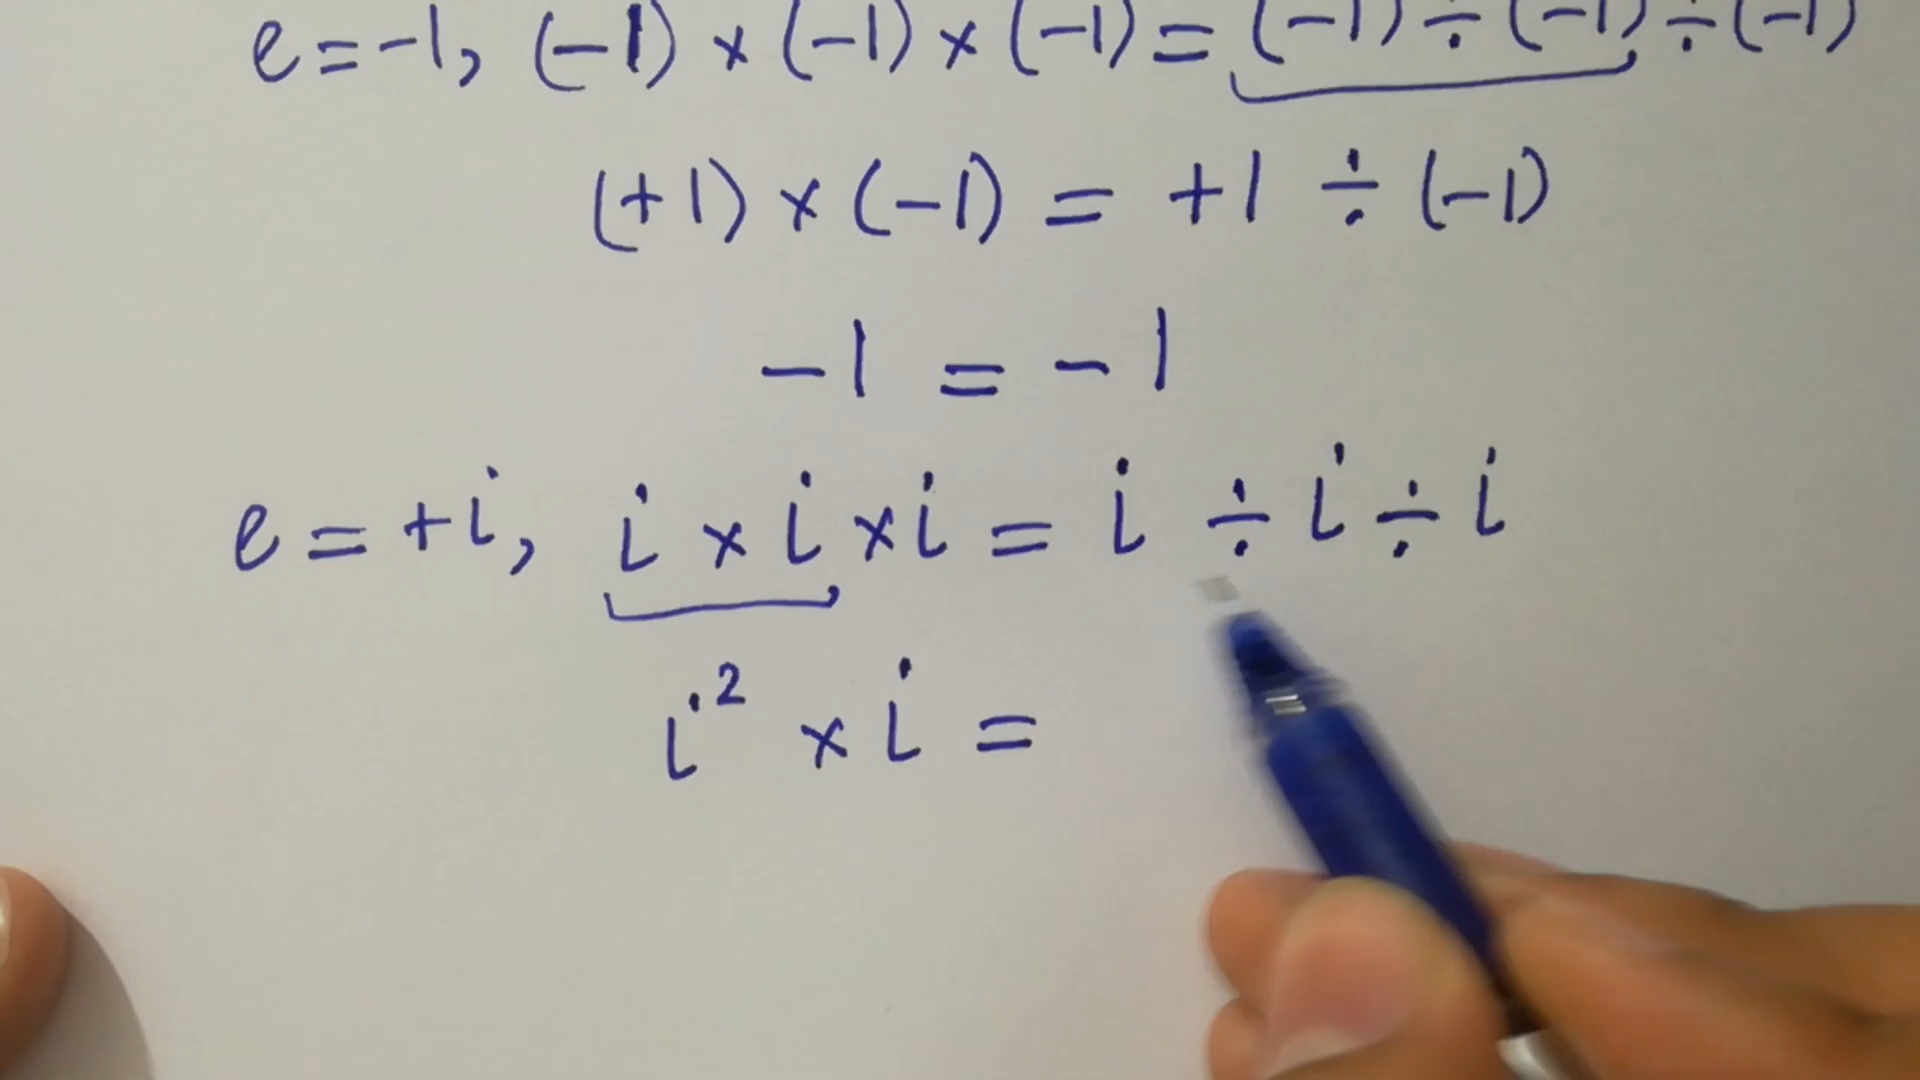 e=-1, (-1) × (-1) × (-1) = (-1) ÷ (-1) ÷ (-1)
(+1) × (-1) = +1 ÷ (-1)
-1 = -1
e = +i, i × i × i = i ÷ i ÷ i
i² × i =